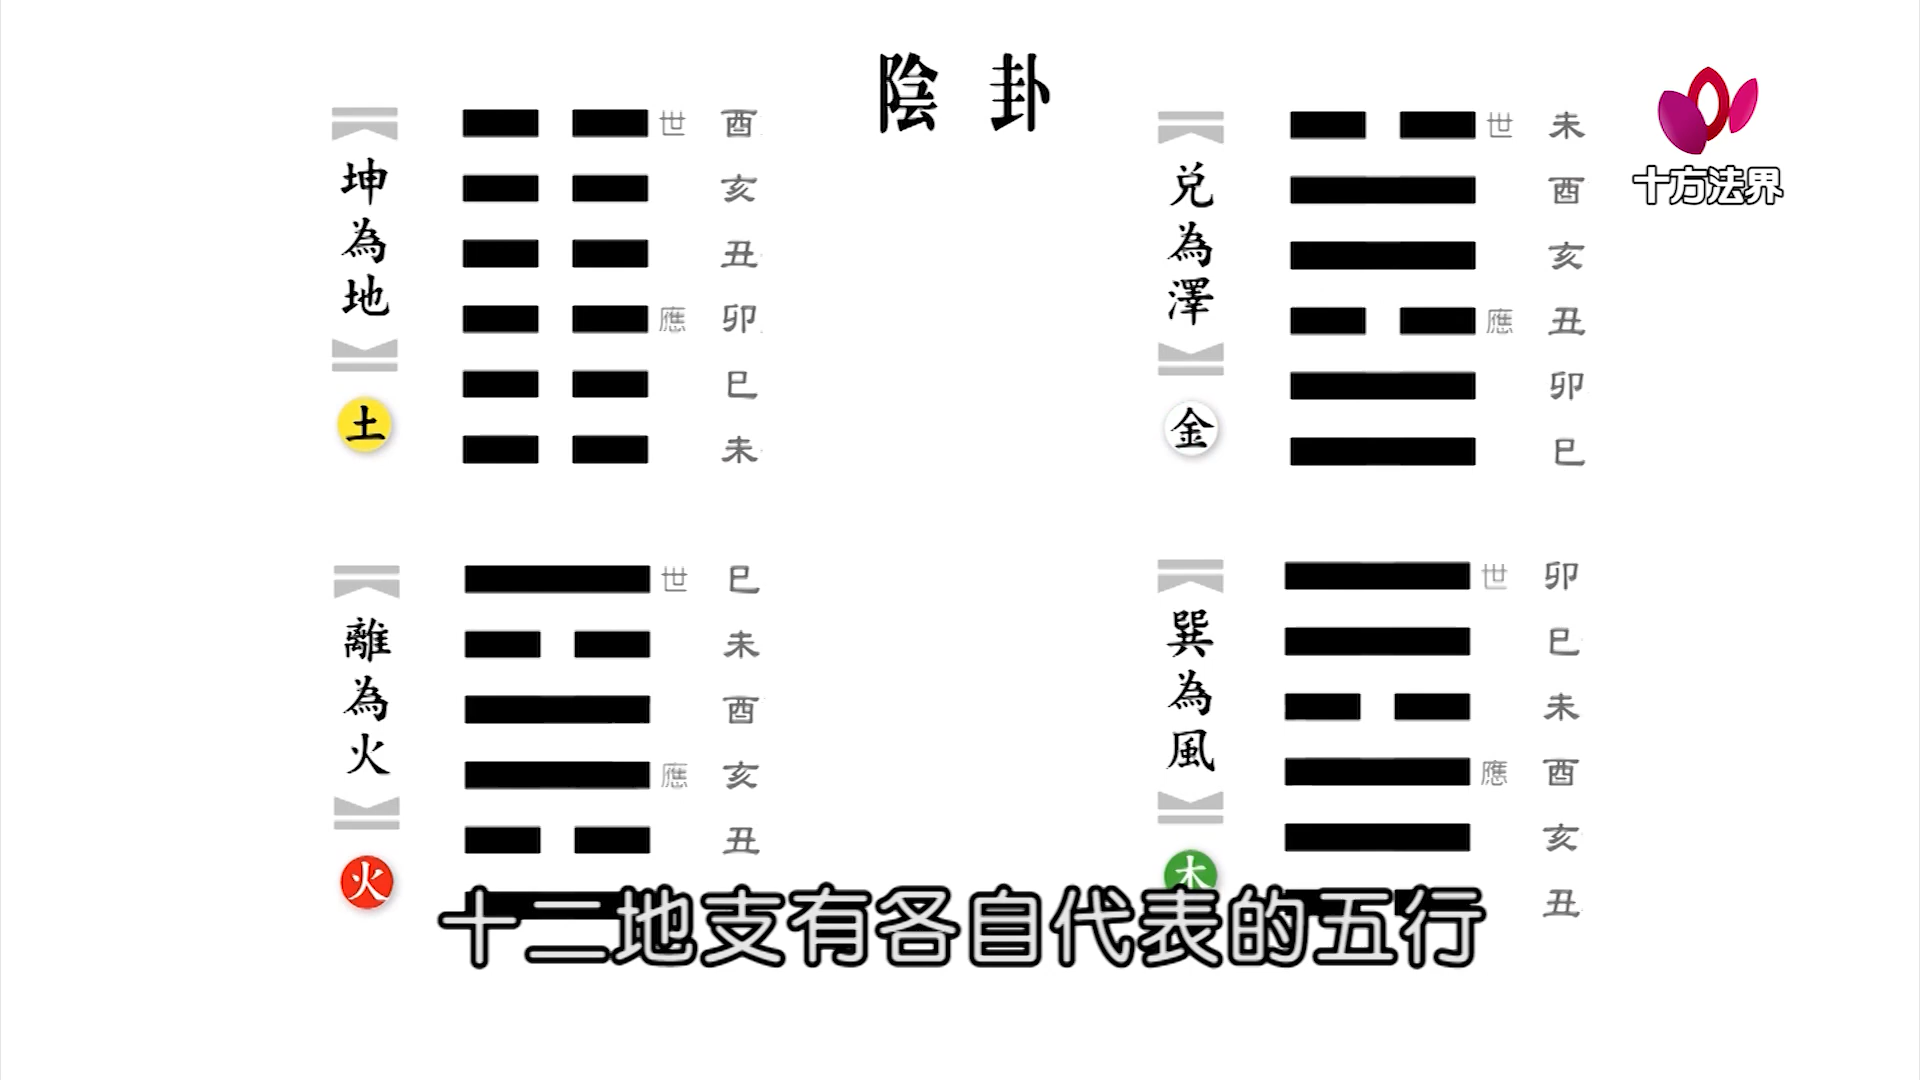 陰卦
十方法界
坤為地
土
世 酉
亥
丑
應 卯
巳
未
兌為澤
金
世 未
酉
亥
應 丑
卯
巳
離為火
火
世 巳
未
酉
應 亥
丑
巽為風
木
世 卯
巳
未
應 酉
亥
丑
十二地支有各自代表的五行